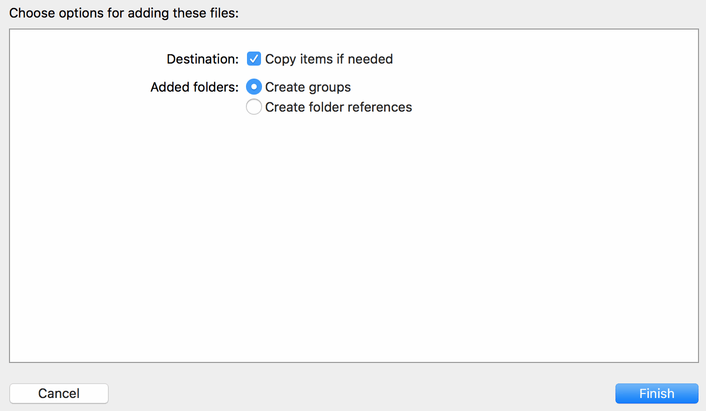 Choose options for adding these files:
Destination: Copy items if needed
Added folders: Create groups
Create folder references
Cancel Finish